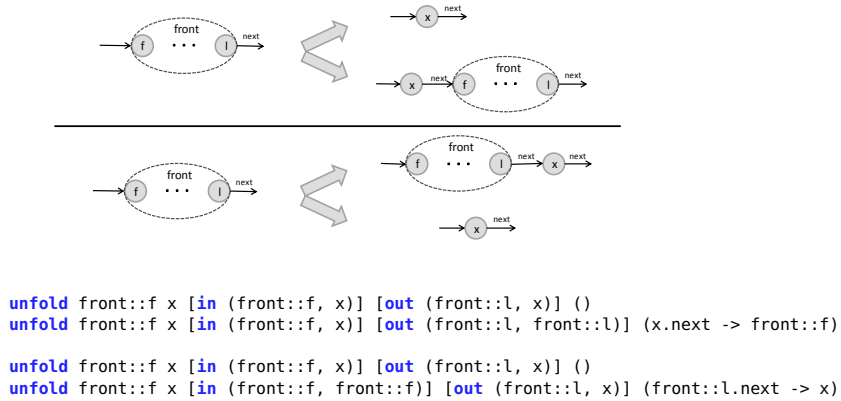 next
x
front
next
f ... l
front
x next f ... l next
front
f ... l next x next
front
next
f ... l
next
x
unfold front::f x [in (front::f, x)] [out (front::l, x)] ()
unfold front::f x [in (front::f, x)] [out (front::l, front::l)] (x.next -> front::f)
unfold front::f x [in (front::f, x)] [out (front::l, x)] ()
unfold front::f x [in (front::f, front::f)] [out (front::l, x)] (front::l.next -> x)